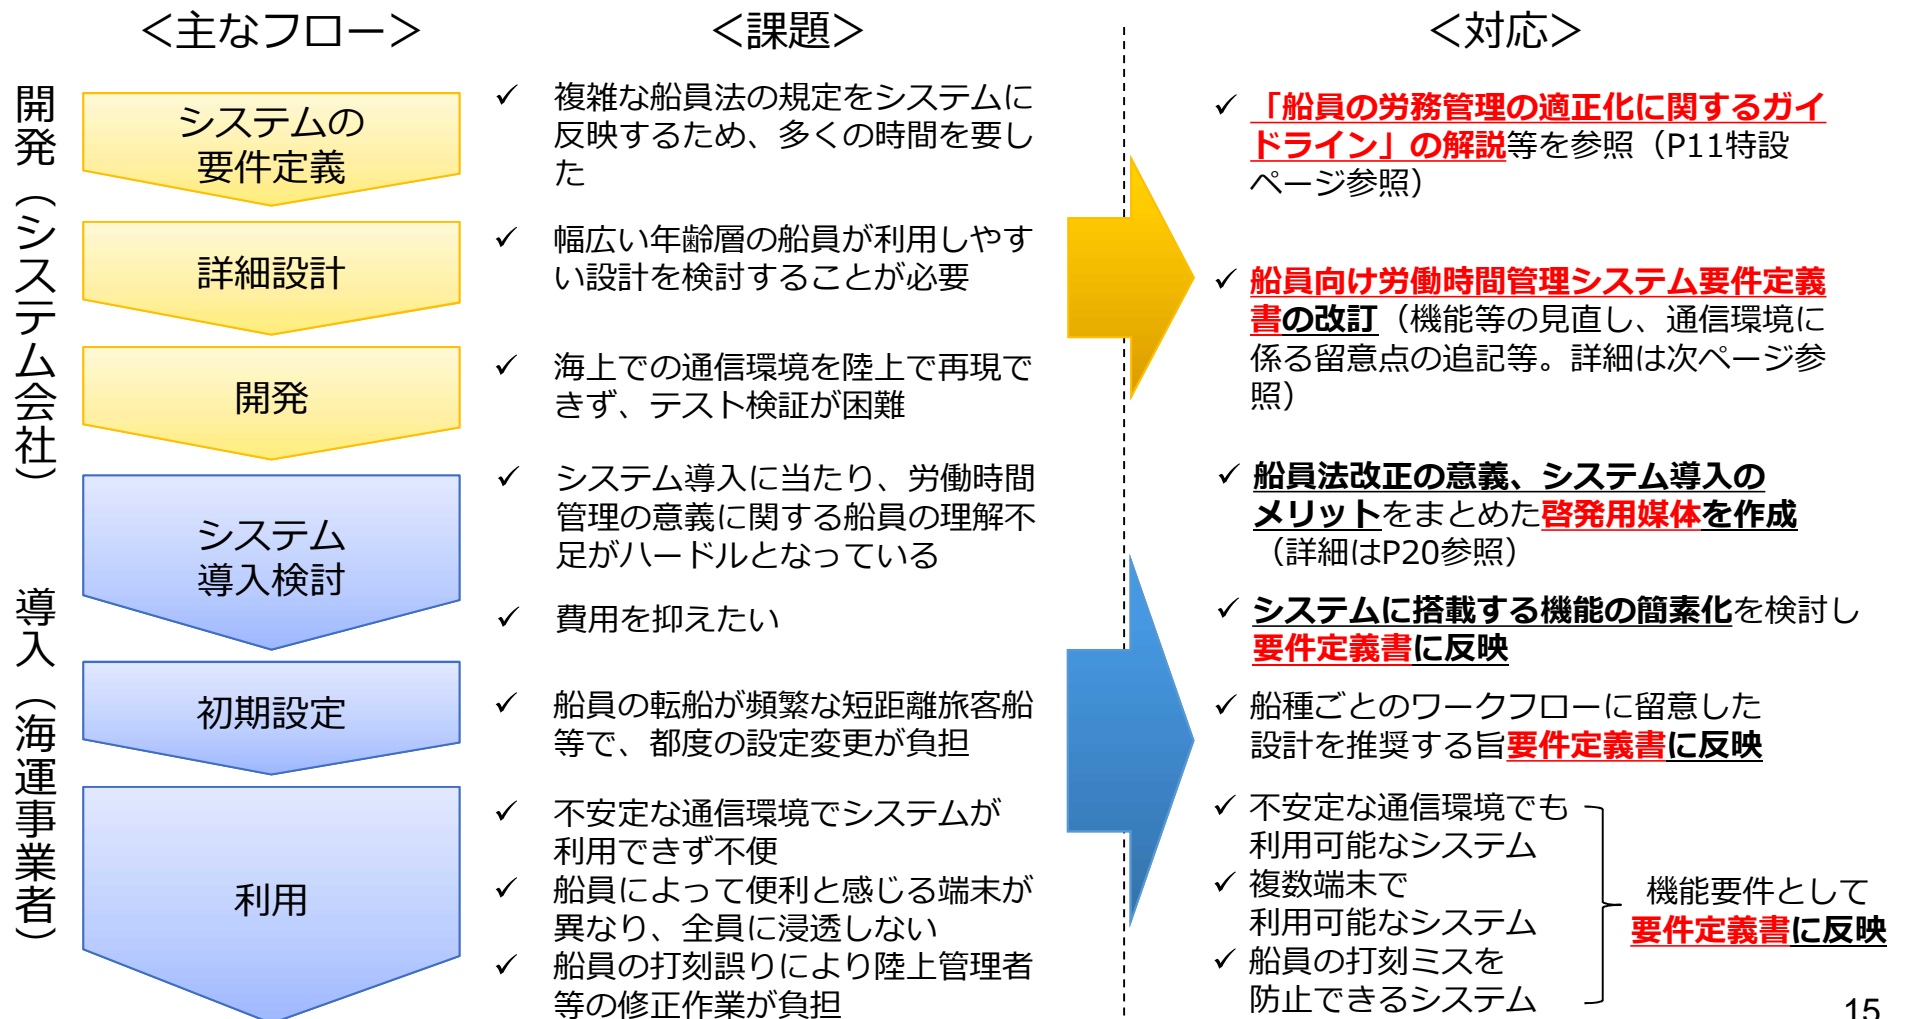 ＜主なフロー＞
＜課題＞
＜対応＞
開発（システム会社）
システムの
要件定義
詳細設計
開発
導入（海運事業者）
システム
導入検討
初期設定
利用
✓ 複雑な船員法の規定をシステムに
反映するため、多くの時間を要し
た
✓ 幅広い年齢層の船員が利用しやす
い設計を検討することが必要
✓ 海上での通信環境を陸上で再現で
きず、テスト検証が困難
✓ システム導入に当たり、労働時間
管理の意義に関する船員の理解不
足がハードルとなっている
✓ 費用を抑えたい
✓ 船員の転船が頻繁な短距離旅客船
等で、都度の設定変更が負担
✓ 不安定な通信環境でシステムが
利用できず不便
✓ 船員によって便利と感じる端末が
異なり、全員に浸透しない
✓ 船員の打刻誤りにより陸上管理者
等の修正作業が負担
✓ 「船員の労務管理の適正化に関するガイ
ドライン」の解説等を参照（P11特設
ページ参照）
✓ 船員向け労働時間管理システム要件定義
書の改訂（機能等の見直し、通信環境に
係る留意点の追記等。詳細は次ページ参
照）
✓ 船員法改正の意義、システム導入の
メリットをまとめた啓発用媒体を作成
（詳細はP20参照）
✓ システムに搭載する機能の簡素化を検討し
要件定義書に反映
✓ 船種ごとのワークフローに留意した
設計を推奨する旨要件定義書に反映
✓ 不安定な通信環境でも
利用可能なシステム
✓ 複数端末で
利用可能なシステム
✓ 船員の打刻ミスを
防止できるシステム
機能要件として
要件定義書に反映
15